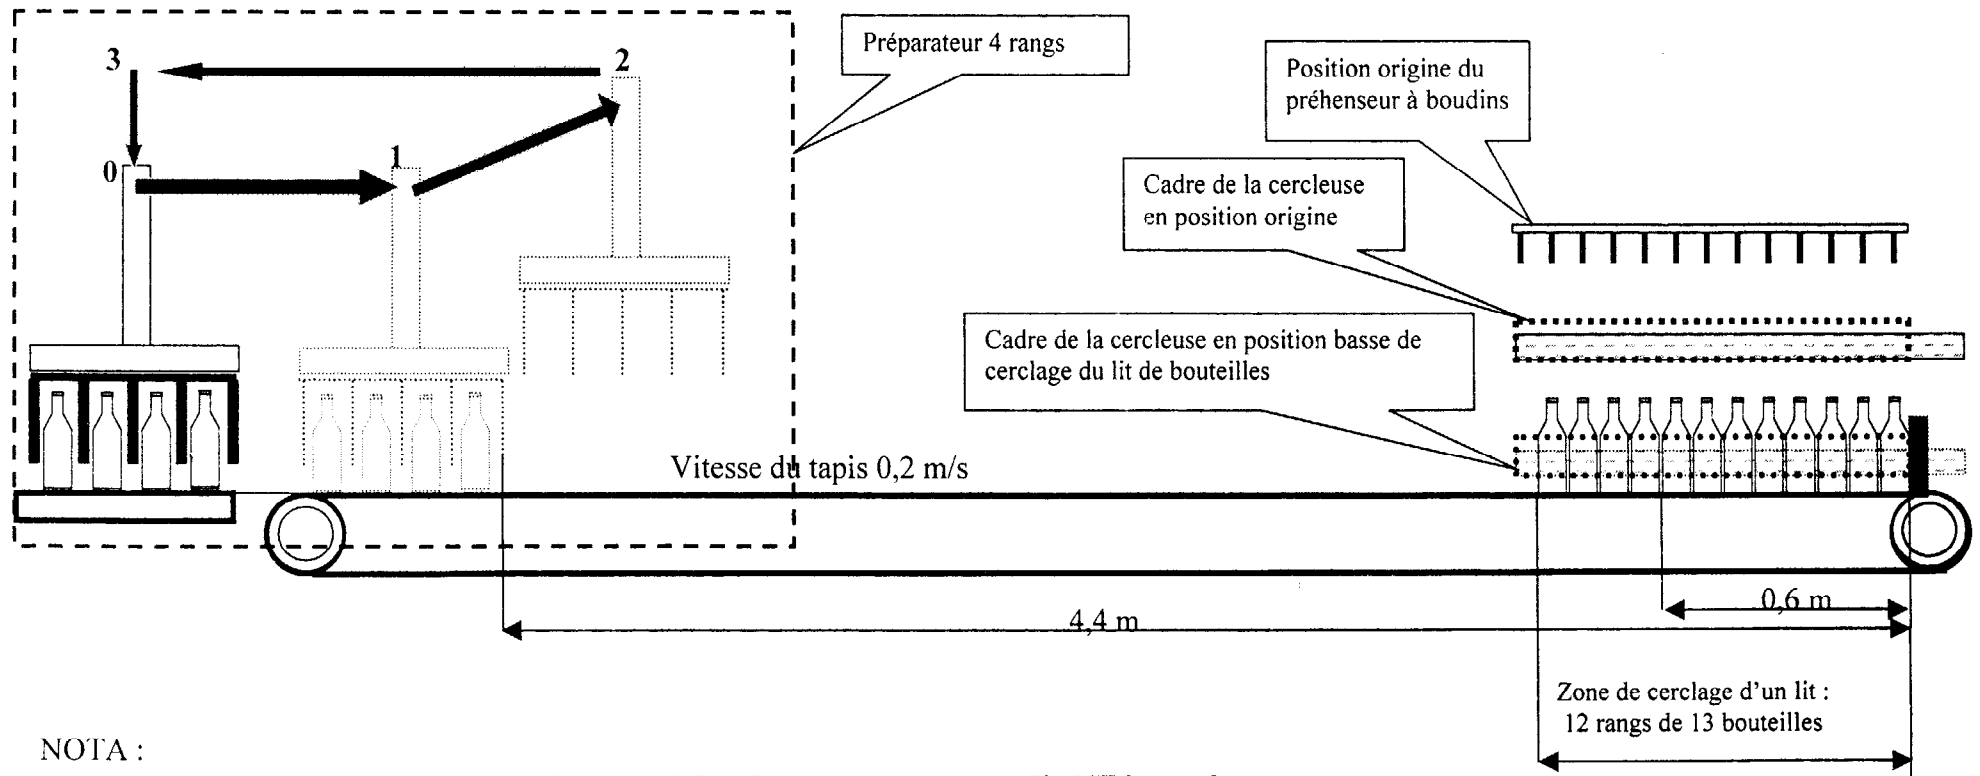 Préparateur 4 rangs
3
2
0
1
Position origine du
préhenseur à boudins
Cadre de la cercleuse
en position origine
Cadre de la cercleuse en position basse de
cerclage du lit de bouteilles
Vitesse du tapis 0,2 m/s
0,6 m
4,4 m
Zone de cerclage d'un lit :
12 rangs de 13 bouteilles
NOTA :